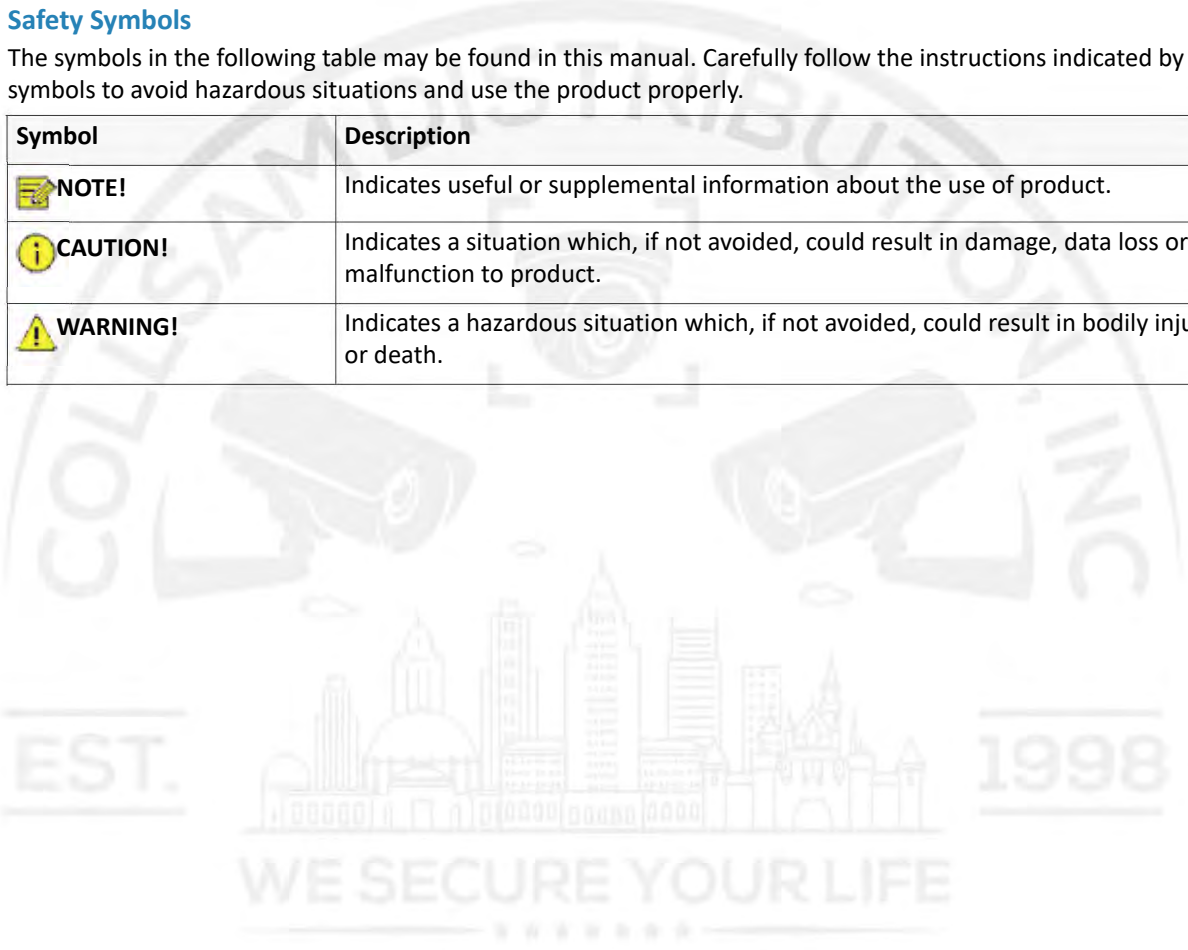 Safety Symbols
The symbols in the following table may be found in this manual. Carefully follow the instructions indicated by
symbols to avoid hazardous situations and use the product properly.
Symbol Description
NOTE! Indicates useful or supplemental information about the use of product.
CAUTION! Indicates a situation which, if not avoided, could result in damage, data loss or
malfunction to product.
WARNING! Indicates a hazardous situation which, if not avoided, could result in bodily inju
or death.
COLLSAM DISTRIBUTION, INC
EST. 1998
WE SECURE YOUR LIFE